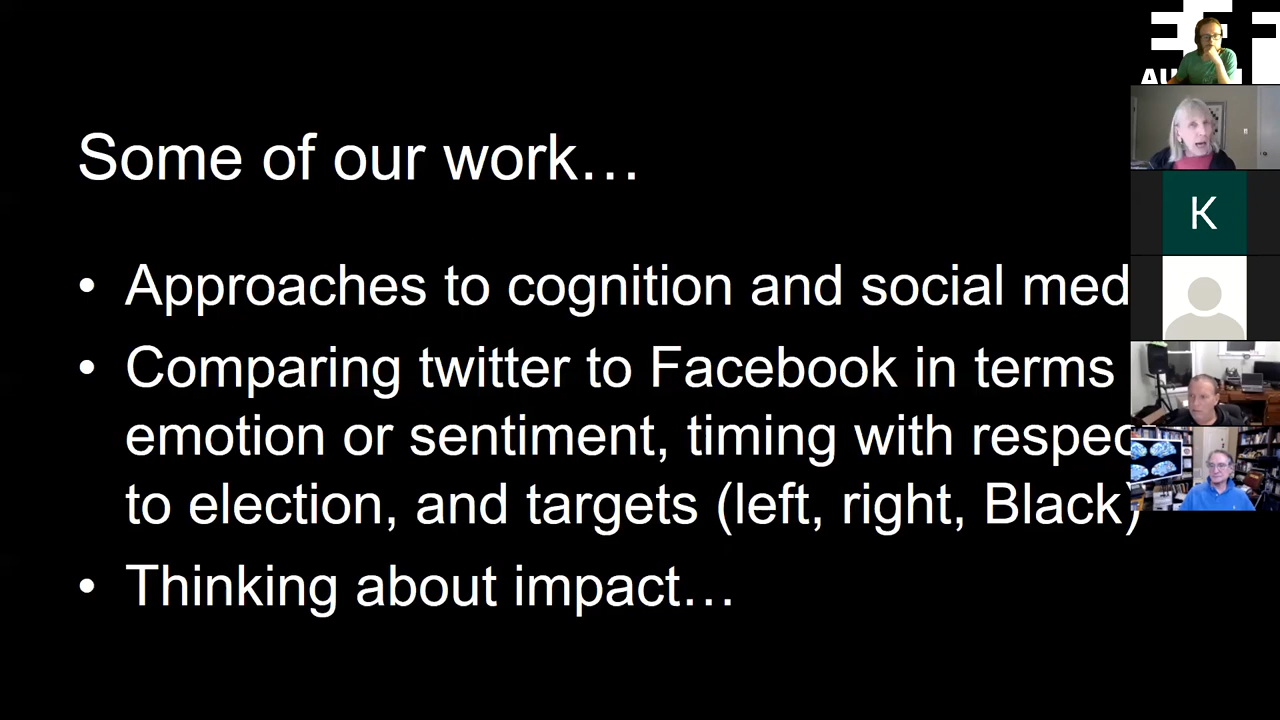 Some of our work…
• Approaches to cognition and social med
• Comparing twitter to Facebook in terms
emotion or sentiment, timing with respec
to election, and targets (left, right, Black)
• Thinking about impact…
K